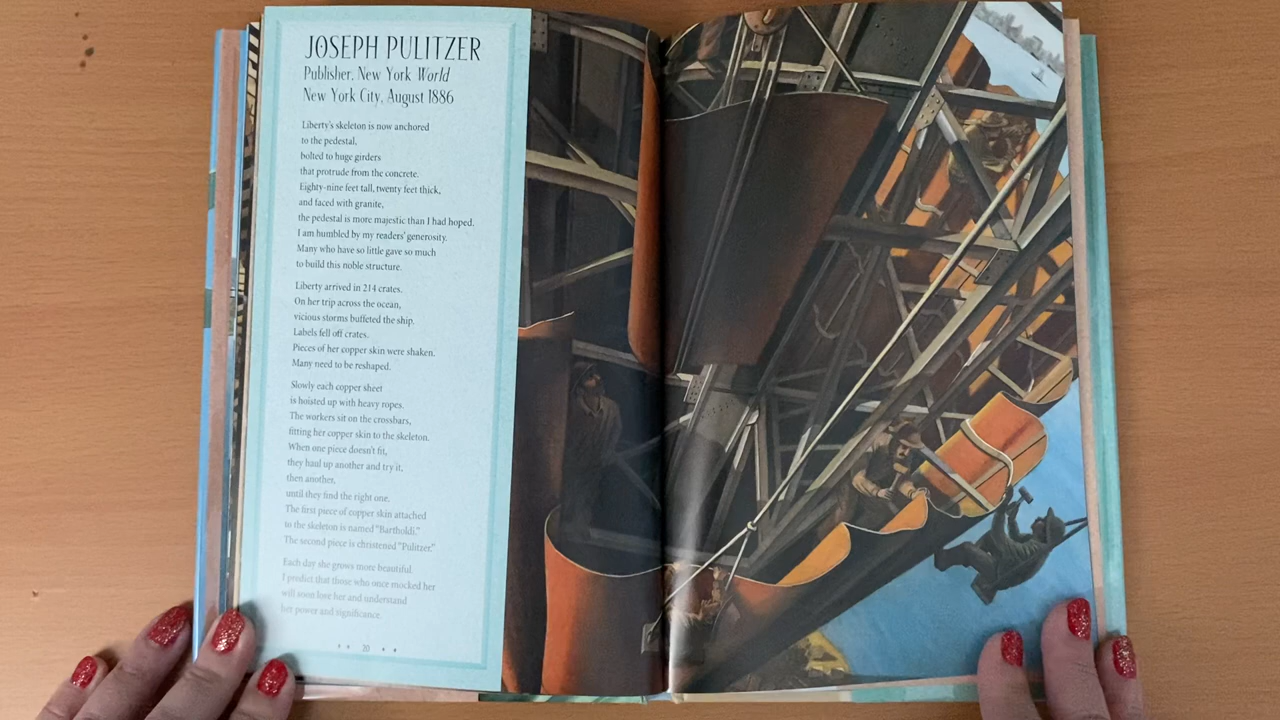 JOSEPH PULITZER
Publisher, New York World
New York City, August 1886
Liberty's skeleton is now anchored
to the pedestal,
bolted to huge girders
that protrude from the concrete.
Eighty-nine feet tall, twenty feet thick,
and faced with granite,
the pedestal is more majestic than I had hoped.
I am humbled by my readers' generosity.
Many who have so little gave so much
to build this noble structure.
Liberty arrived in 214 crates.
On her trip across the ocean,
vicious storms buffeted the ship.
Labels fell off crates.
Pieces of her copper skin were shaken.
Many need to be reshaped.
Slowly each copper sheet
is hoisted up with heavy ropes.
The workers sit on the crossbars,
fitting her copper skin to the skeleton.
When one piece doesn't fit,
they haul up another and try it,
then another,
until they find the right one.
The first piece of copper skin attached
to the skeleton is named "Bartholdi."
The second piece is christened "Pulitzer."
Each day she grows more beautiful.
I predict that those who once mocked her
will soon love her and understand
her power and significance.
20